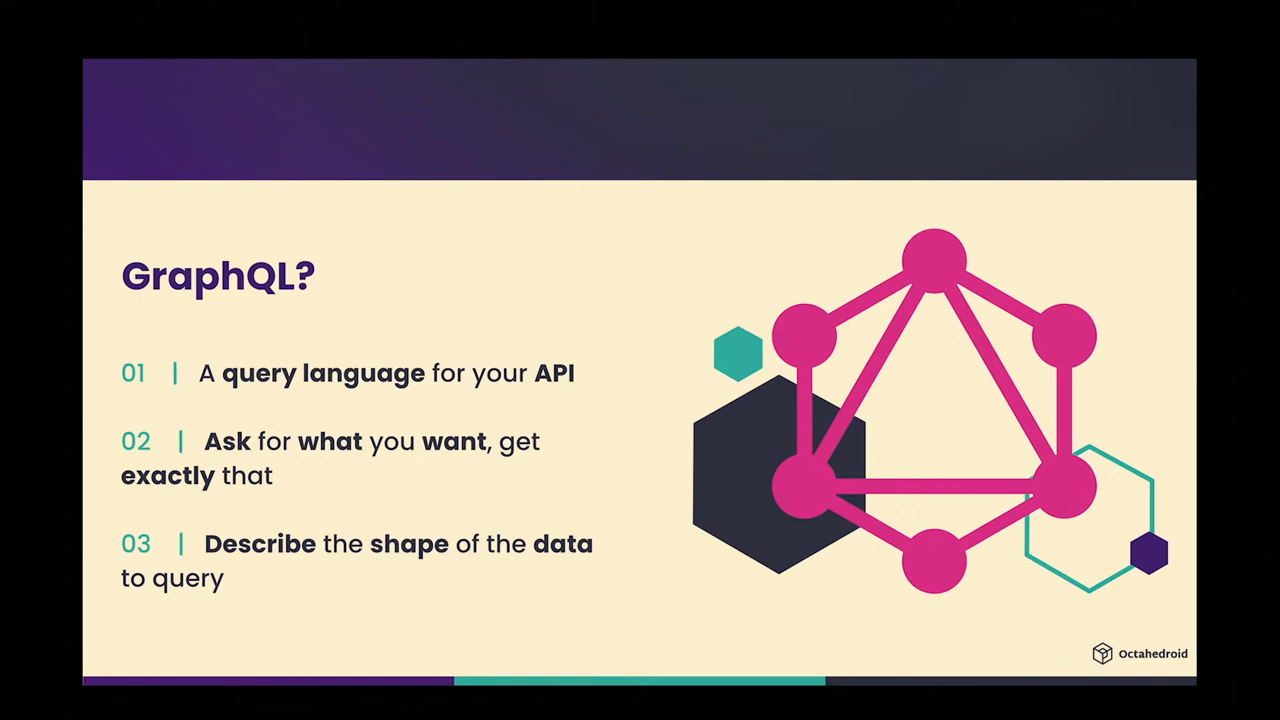 GraphQL?
01 | A query language for your API
02 | Ask for what you want, get
exactly that
03 | Describe the shape of the data
to query
Octahedroid